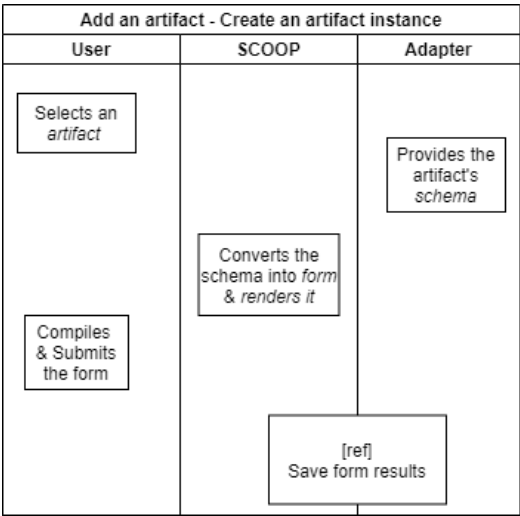 Add an artifact - Create an artifact instance
User
SCOOP
Adapter
Selects an
artifact
Provides the
artifact's
schema
Converts the
schema into form
& renders it
Compiles
& Submits
the form
[ref]
Save form results